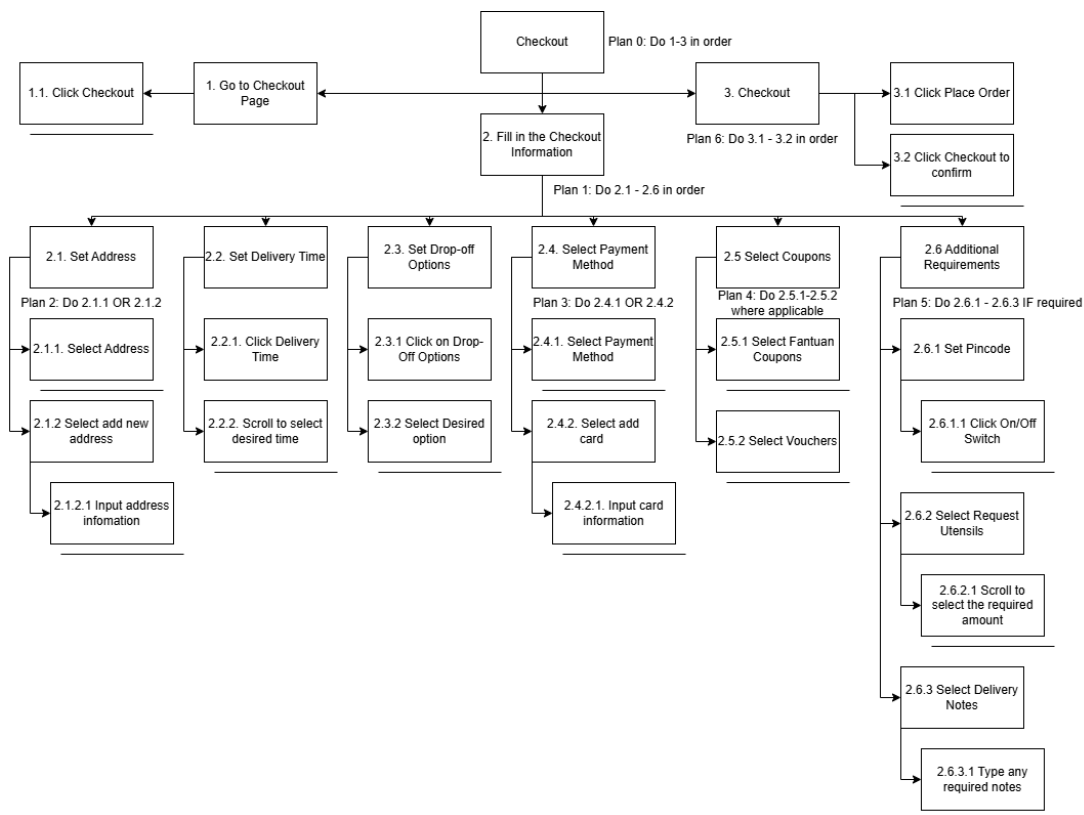 Checkout
Plan 0: Do 1-3 in order
1.1. Click Checkout
1. Go to Checkout
Page
3. Checkout
3.1 Click Place Order
2. Fill in the Checkout
Information
Plan 6: Do 3.1 - 3.2 in order
3.2 Click Checkout to
confirm
Plan 1: Do 2.1 - 2.6 in order
2.1. Set Address
2.2. Set Delivery Time
2.3. Set Drop-off
Options
2.4. Select Payment
Method
2.5 Select Coupons
2.6 Additional
Requirements
Plan 2: Do 2.1.1 OR 2.1.2
Plan 3: Do 2.4.1 OR 2.4.2
Plan 4: Do 2.5.1-2.5.2
where applicable
Plan 5: Do 2.6.1 - 2.6.3 IF required
2.1.1. Select Address
2.2.1. Click Delivery
Time
2.3.1 Click on Drop-
Off Options
2.4.1. Select Payment
Method
2.5.1 Select Fantuan
Coupons
2.6.1 Set Pincode
2.1.2 Select add new
address
2.2.2. Scroll to select
desired time
2.3.2 Select Desired
option
2.4.2. Select add
card
2.5.2 Select Vouchers
2.6.1.1 Click On/Off
Switch
2.1.2.1 Input address
infomation
2.4.2.1. Input card
information
2.6.2 Select Request
Utensils
2.6.2.1 Scroll to
select the required
amount
2.6.3 Select Delivery
Notes
2.6.3.1 Type any
required notes